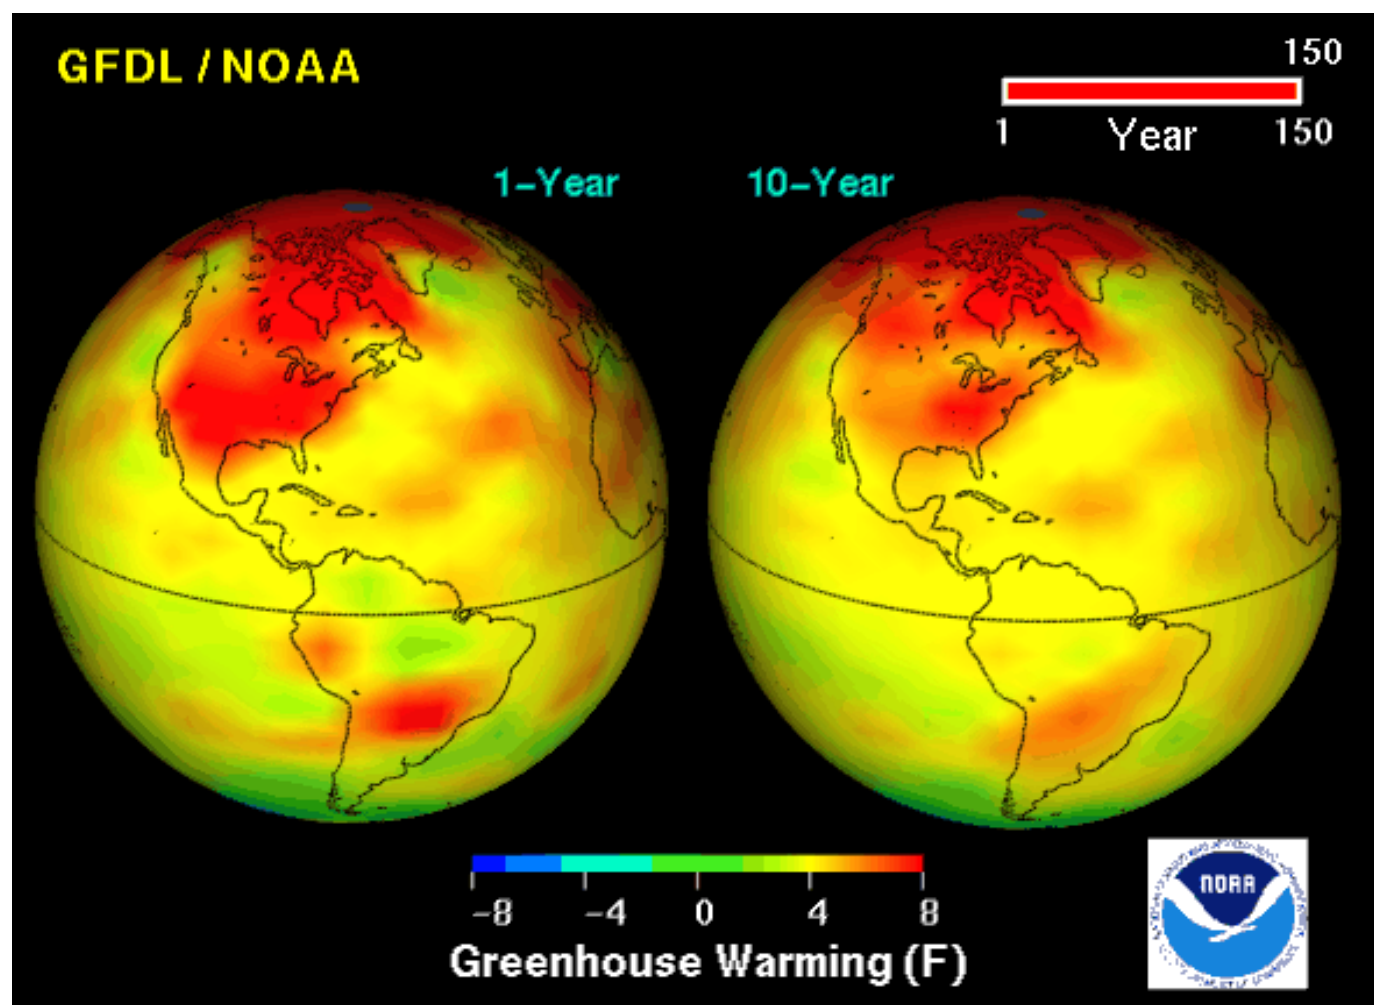 GFDL / NOAA
150
1 Year 150
1-Year 10-Year
-8 -4 0 4 8
Greenhouse Warming (F)
NOAA